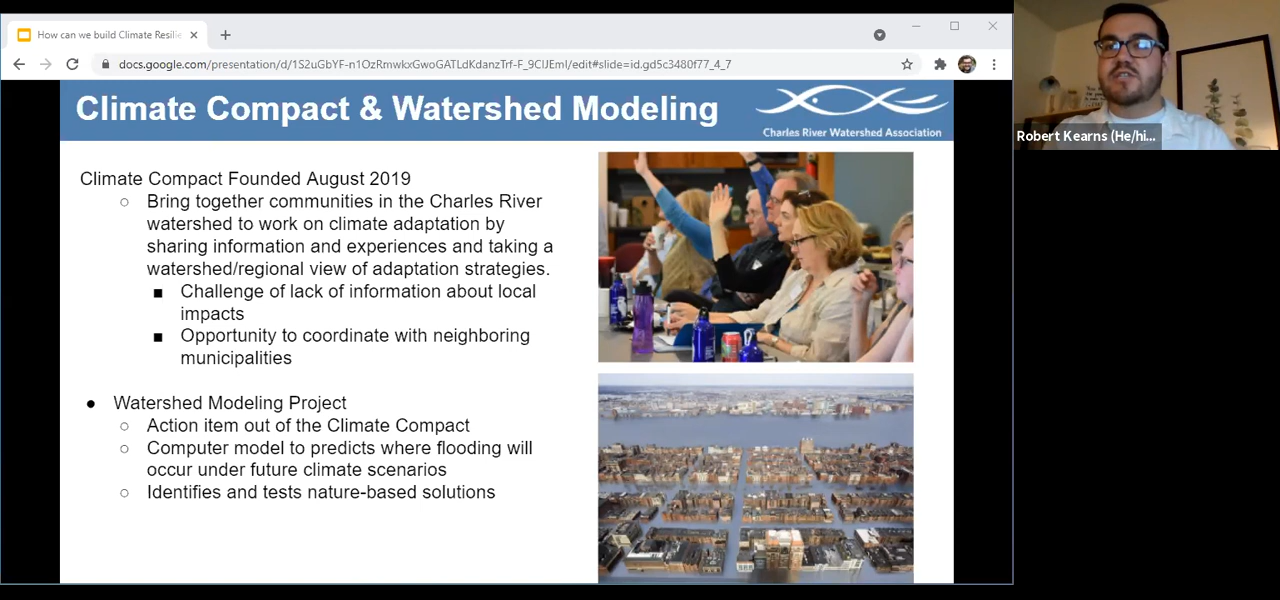 How can we build Climate Resilie
docs.google.com/presentation/d/1S2uGbYF-n1OzRmwkxGwoGATLdKdanzTrf-F_9ClJEmI/edit#slide=id.gd5c3480f77_4_7
Climate Compact & Watershed Modeling
Charles River Watershed Association
Robert Kearns (He/hi...
Climate Compact Founded August 2019
○ Bring together communities in the Charles River
watershed to work on climate adaptation by
sharing information and experiences and taking a
watershed/regional view of adaptation strategies.
■ Challenge of lack of information about local
impacts
■ Opportunity to coordinate with neighboring
municipalities
● Watershed Modeling Project
○ Action item out of the Climate Compact
○ Computer model to predicts where flooding will
occur under future climate scenarios
○ Identifies and tests nature-based solutions